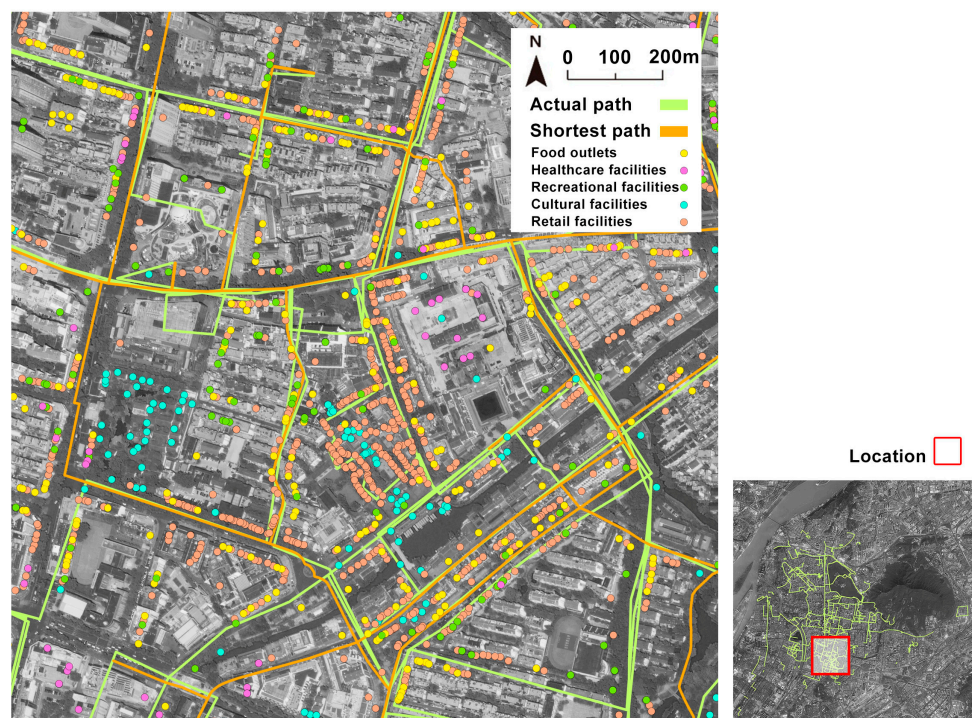 N
0 100 200m
Actual path
Shortest path
Food outlets
Healthcare facilities
Recreational facilities
Cultural facilities
Retail facilities
Location